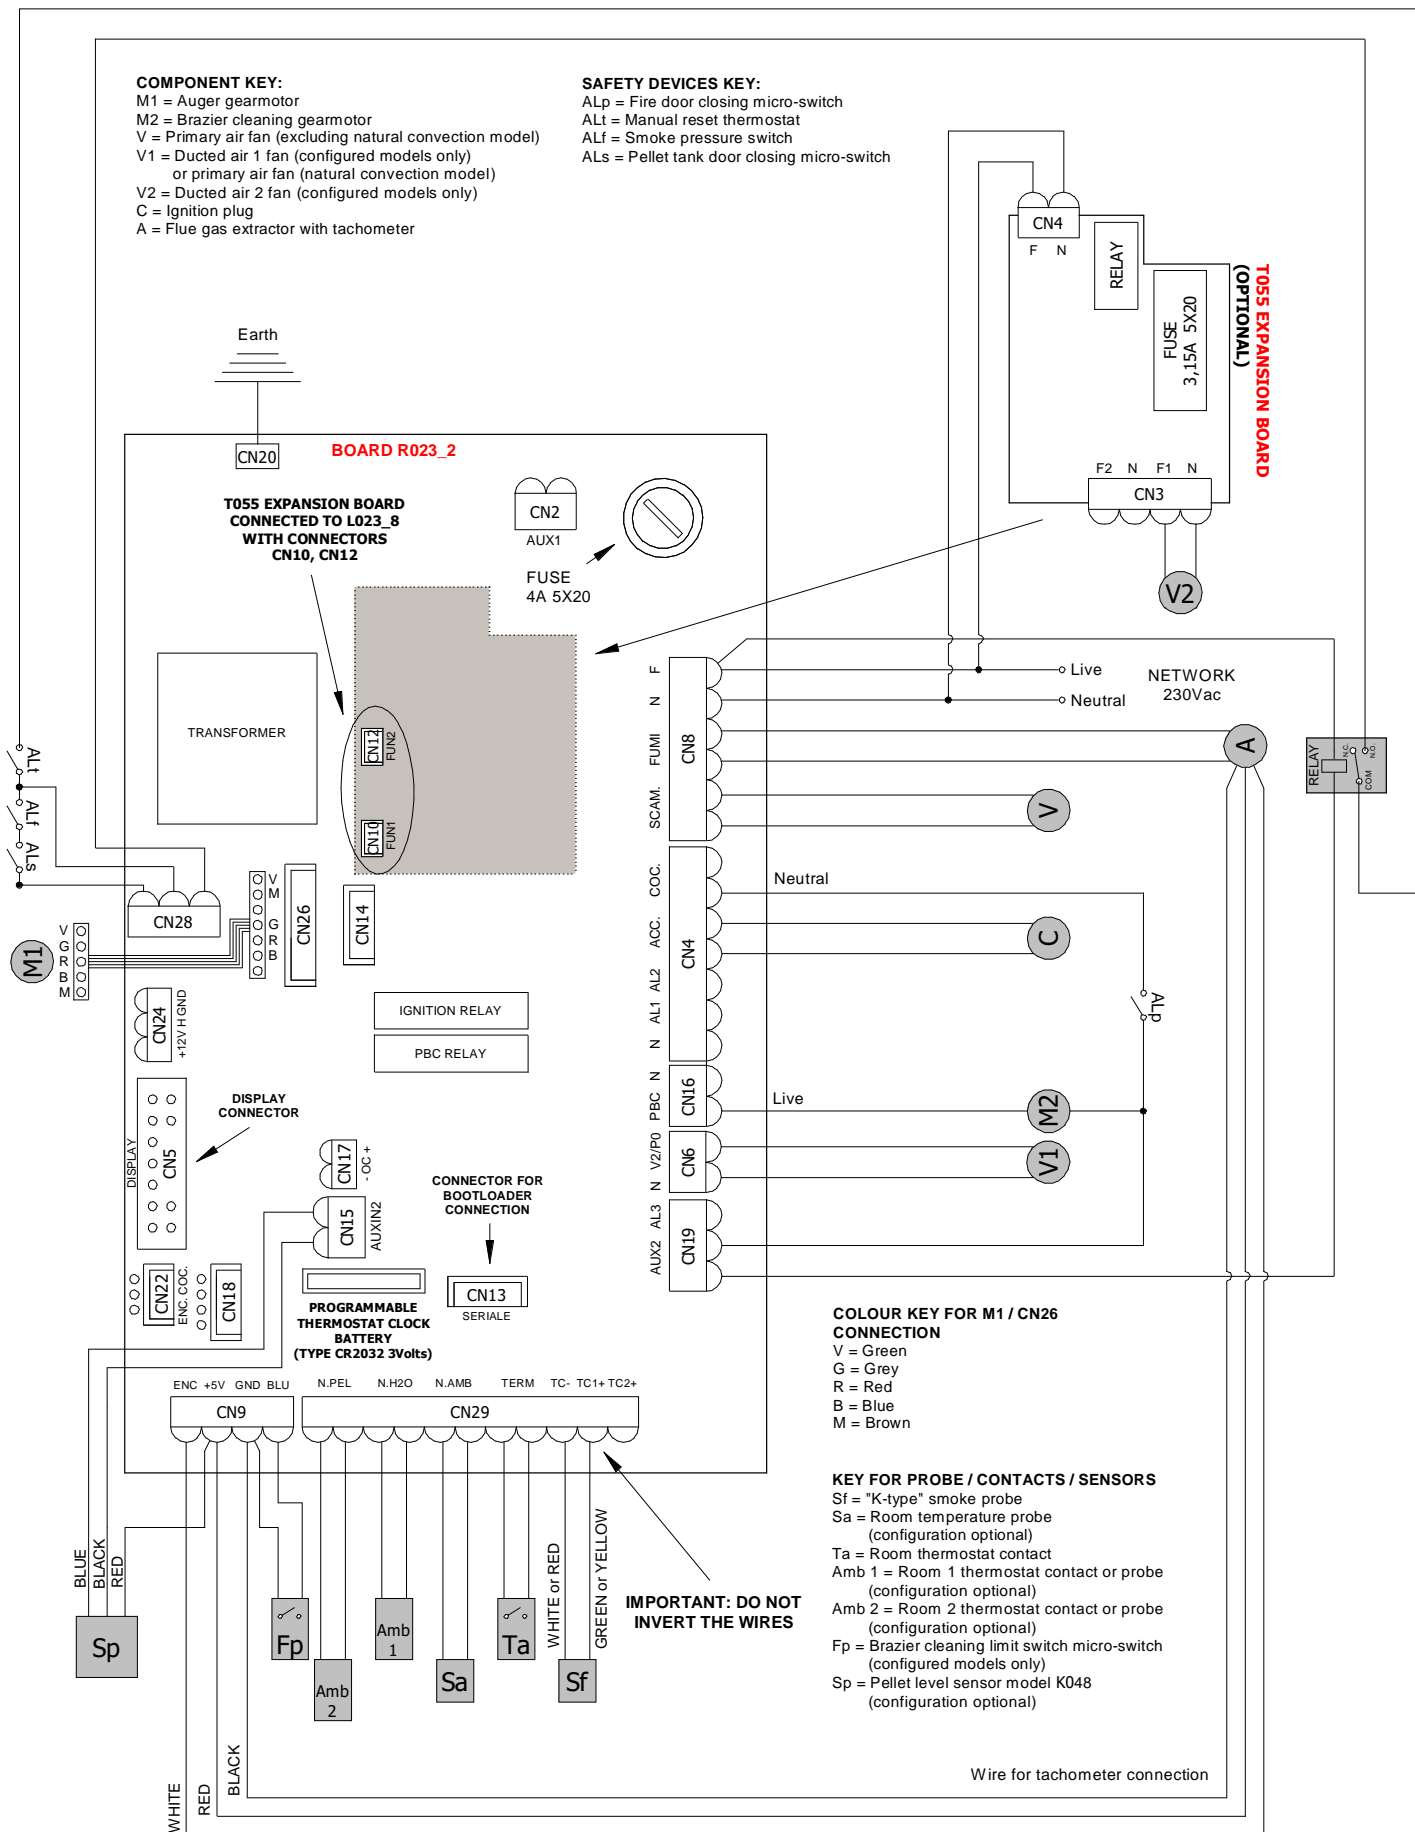 COMPONENT KEY:
M1 = Auger gearmotor
M2 = Brazier cleaning gearmotor
V = Primary air fan (excluding natural convection model)
V1 = Ducted air 1 fan (configured models only)
or primary air fan (natural convection model)
V2 = Ducted air 2 fan (configured models only)
C = Ignition plug
A = Flue gas extractor with tachometer
SAFETY DEVICES KEY:
ALp = Fire door closing micro-switch
ALt = Manual reset thermostat
ALf = Smoke pressure switch
ALs = Pellet tank door closing micro-switch
CN4
F N
RELAY
FUSE
3,15A 5X20
T055 EXPANSION BOARD
(OPTIONAL)
F2 N F1 N
CN3
V2
Earth
CN20
BOARD R023_2
T055 EXPANSION BOARD
CONNECTED TO L023_8
WITH CONNECTORS
CN10, CN12
CN2
AUX1
FUSE
4A 5X20
TRANSFORMER
CN12
FUN2
CN10
FUN1
F
N
FUMI
SCAM.
CN8
Live
Neutral
NETWORK
230Vac
A
V
RELAY
N.C.
N.O.
COM
ALt
ALf
ALs
CN28
V
M
G
R
B
CN26
CN14
M1
V
G
R
B
M
CN24
+12V H GND
IGNITION RELAY
PBC RELAY
COC.
ACC.
AL2
AL1
N
CN4
Neutral
C
ALp
N
PBC
CN16
Live
M2
V2/P0
N
CN6
V1
AL3
AUX2
CN19
DISPLAY
CN5
DISPLAY
CONNECTOR
CN17
- OC +
CN15
AUXIN2
CONNECTOR FOR
BOOTLOADER
CONNECTION
CN13
SERIALE
CN22
ENC. COC.
CN18
PROGRAMMABLE
THERMOSTAT CLOCK
BATTERY
(TYPE CR2032 3Volts)
ENC +5V GND BLU
CN9
N.PEL N.H2O N.AMB TERM TC- TC1+ TC2+
CN29
COLOUR KEY FOR M1 / CN26
CONNECTION
V = Green
G = Grey
R = Red
B = Blue
M = Brown
KEY FOR PROBE / CONTACTS / SENSORS
Sf = "K-type" smoke probe
Sa = Room temperature probe
(configuration optional)
Ta = Room thermostat contact
Amb 1 = Room 1 thermostat contact or probe
(configuration optional)
Amb 2 = Room 2 thermostat contact or probe
(configuration optional)
Fp = Brazier cleaning limit switch micro-switch
(configured models only)
Sp = Pellet level sensor model K048
(configuration optional)
BLUE
BLACK
RED
Sp
Fp
Amb
2
Amb
1
Sa
Ta
WHITE or RED
GREEN or YELLOW
Sf
IMPORTANT: DO NOT
INVERT THE WIRES
WHITE
RED
BLACK
Wire for tachometer connection